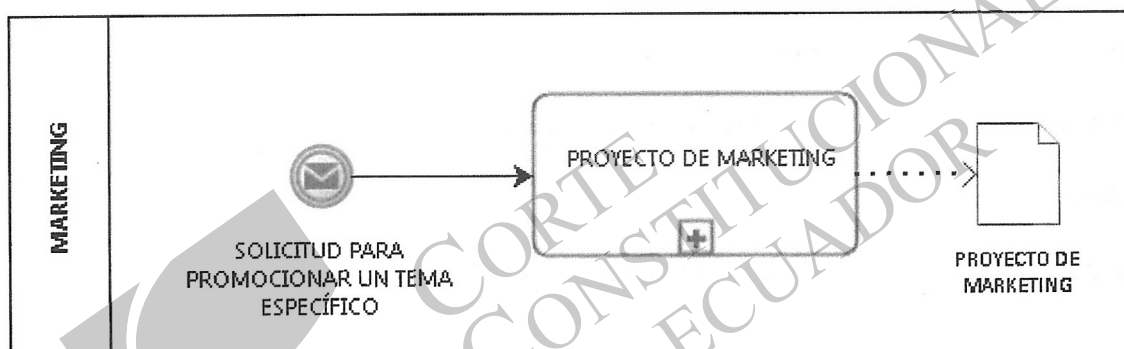 MARKETING
SOLICITUD PARA
PROMOCIONAR UN TEMA
ESPECÍFICO
PROYECTO DE MARKETING
PROYECTO DE
MARKETING
CORTE
CONSTITUCIONAL
ECUADOR